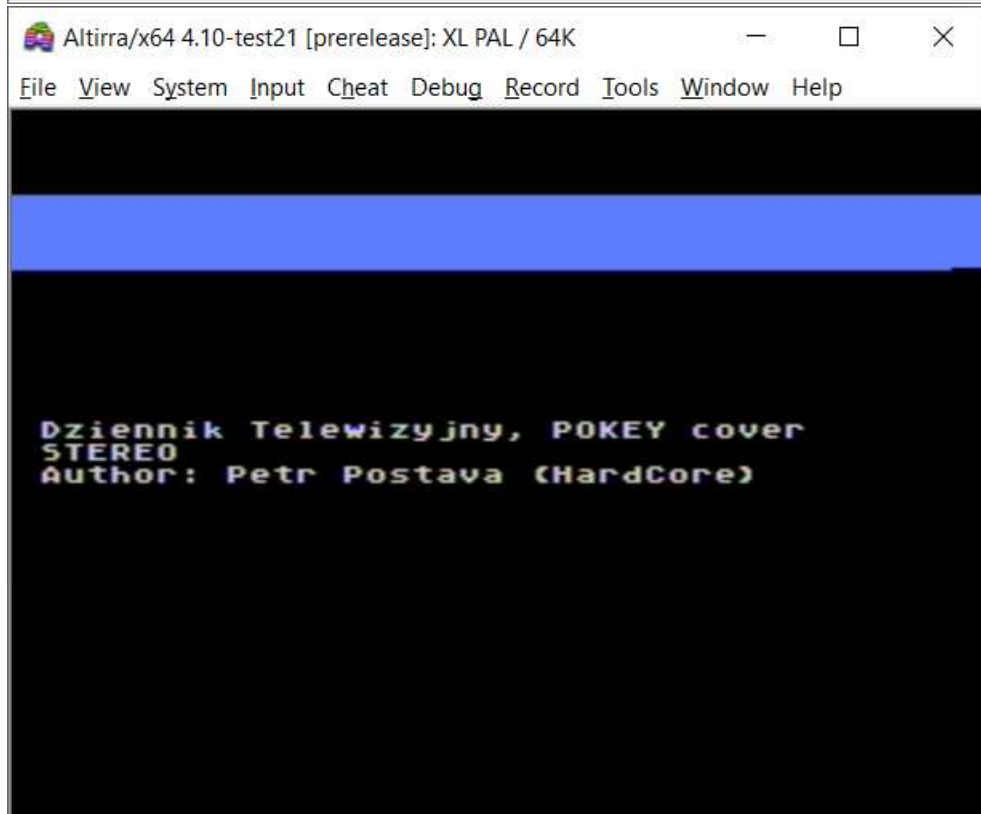 Altirra/x64 4.10-test21 [prerelease]: XL PAL / 64K
File View System Input Cheat Debug Record Tools Window Help
Dziennik Telewizyjny, POKEY cover
STEREO
Author: Petr Postava (HardCore)